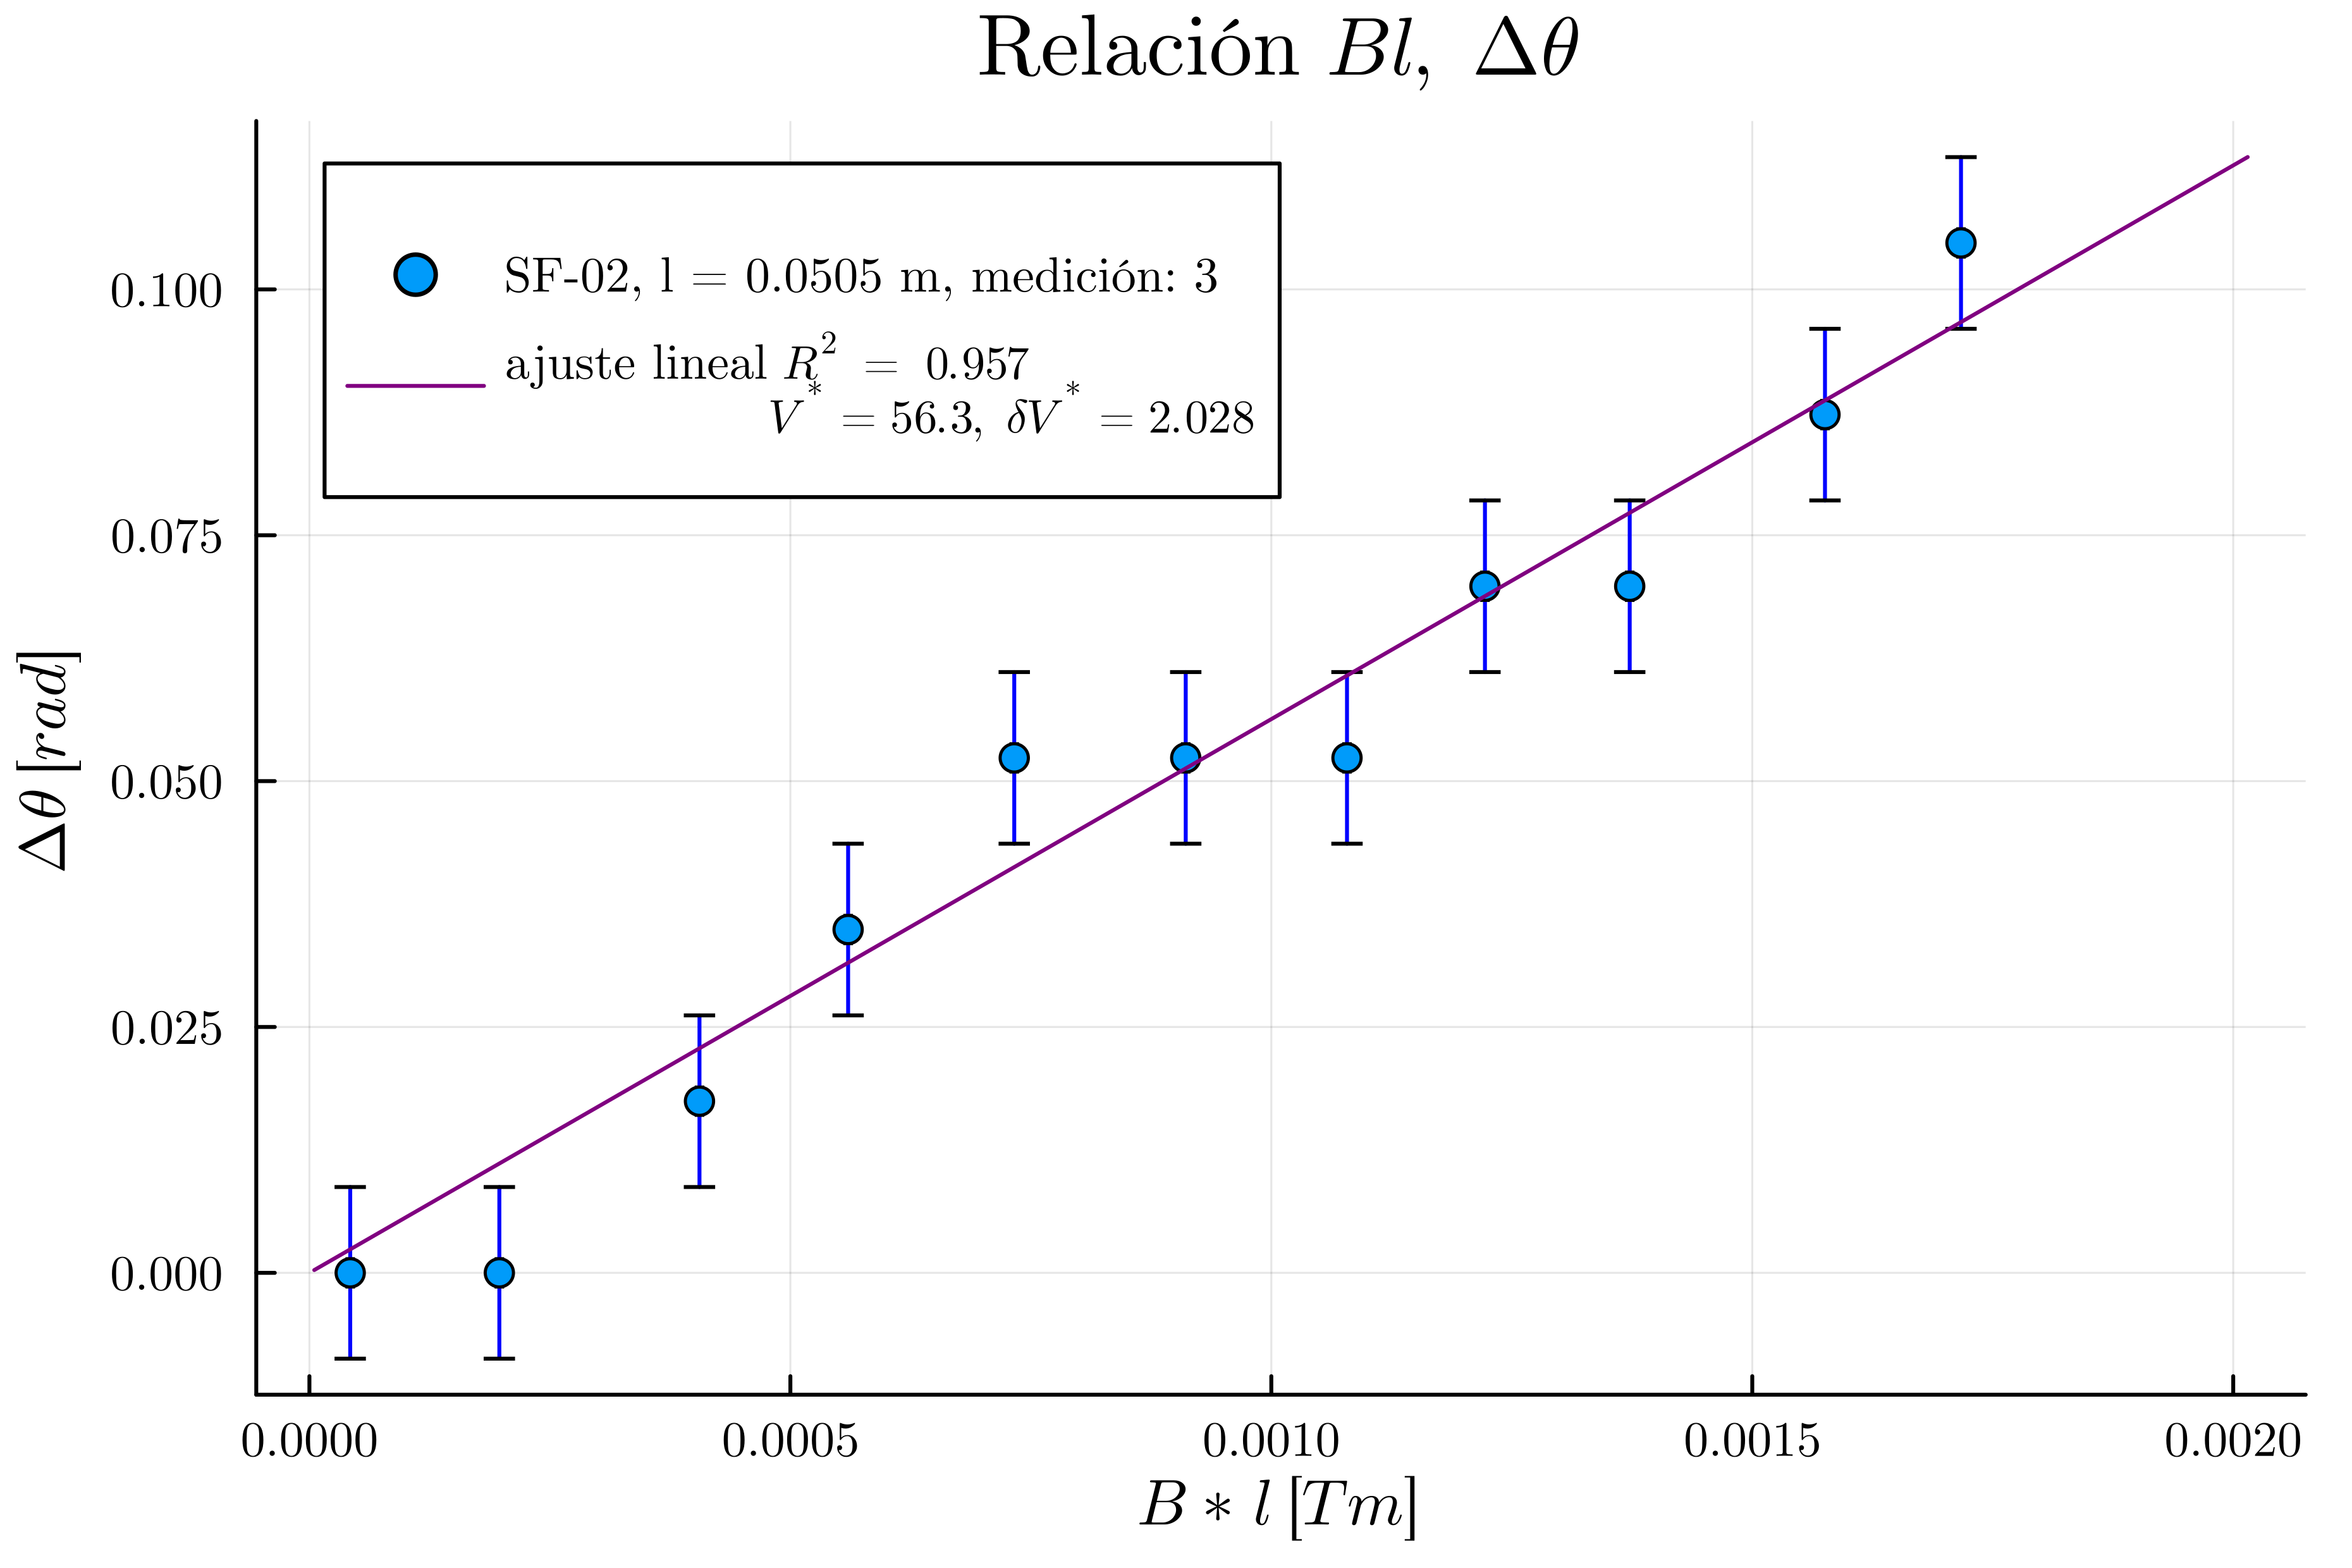 Relación Bl, Δθ
SF-02, l = 0.0505 m, medición: 3
ajuste lineal R² = 0.957
V* = 56.3, δV* = 2.028
Δθ [rad]
0.100
0.075
0.050
0.025
0.000
0.0000 0.0005 0.0010 0.0015 0.0020
B * l [Tm]